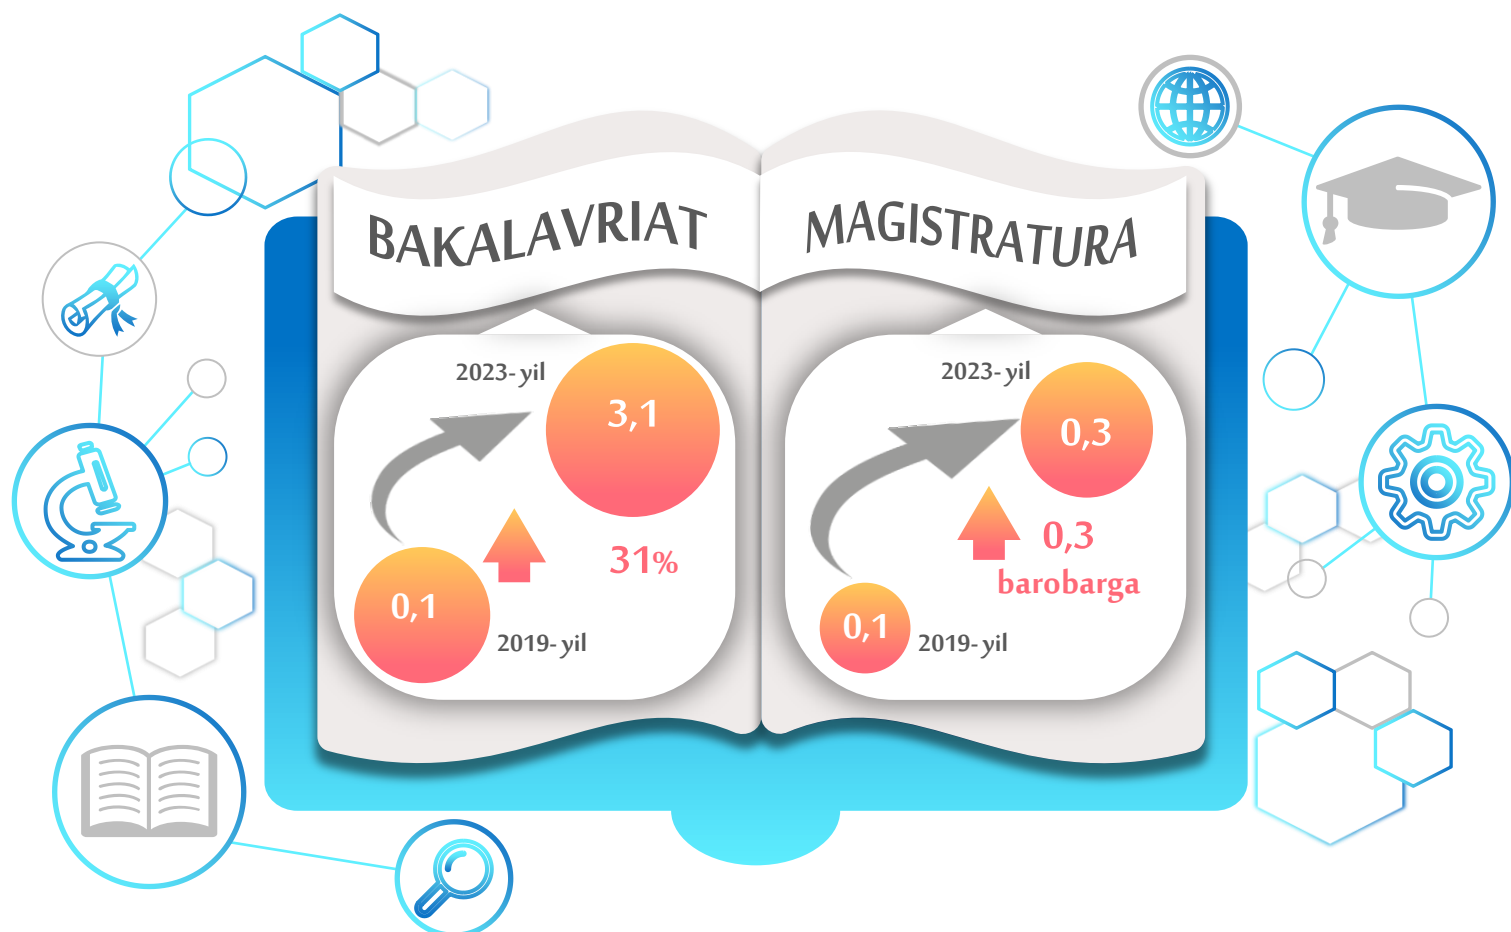 BAKALAVRIAT
2023-yil
3,1
31%
0,1
2019-yil
MAGISTRATURA
2023-yil
0,3
0,3
barobarga
0,1
2019-yil